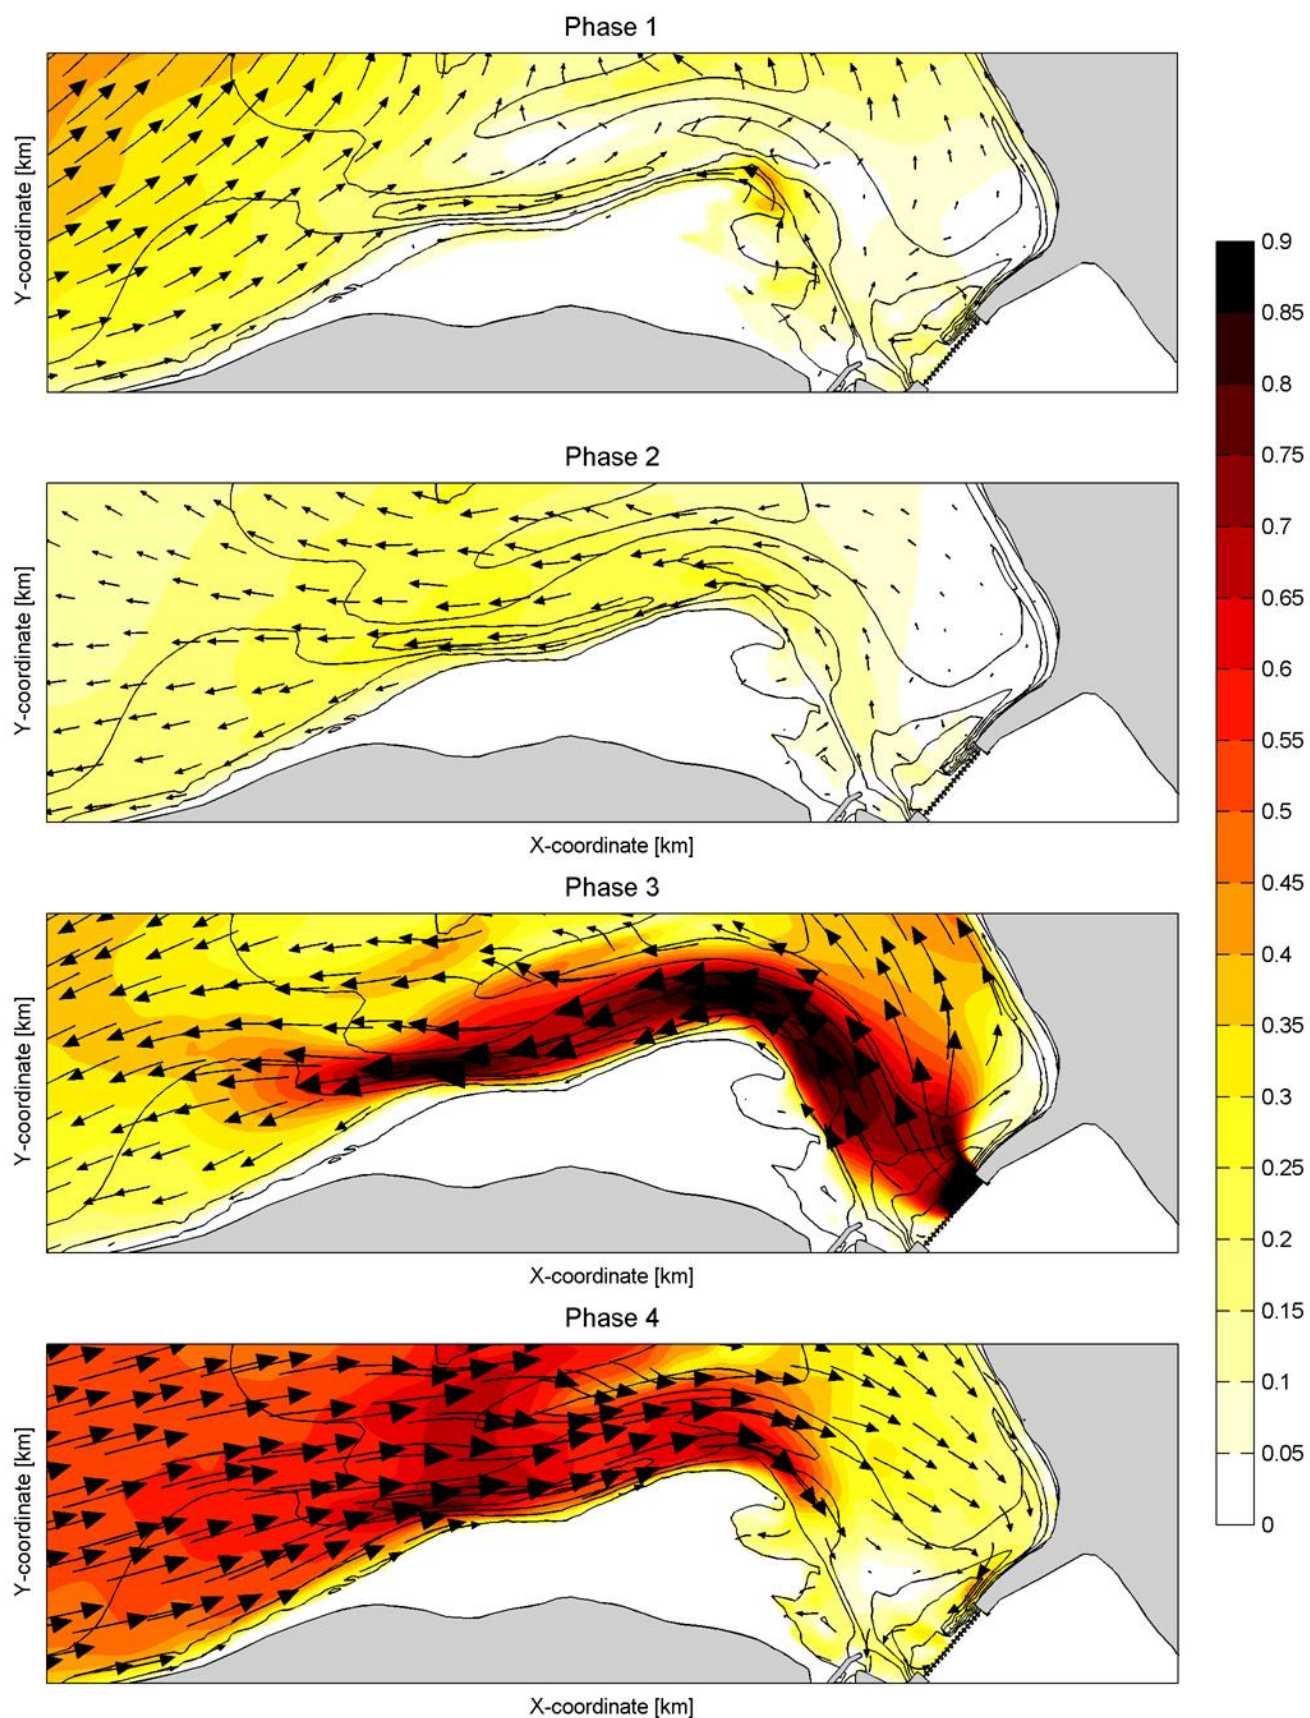 Phase 1
Y-coordinate [km]
Phase 2
Y-coordinate [km]
X-coordinate [km]
Phase 3
Y-coordinate [km]
X-coordinate [km]
Phase 4
Y-coordinate [km]
X-coordinate [km]
0.9
0.85
0.8
0.75
0.7
0.65
0.6
0.55
0.5
0.45
0.4
0.35
0.3
0.25
0.2
0.15
0.1
0.05
0